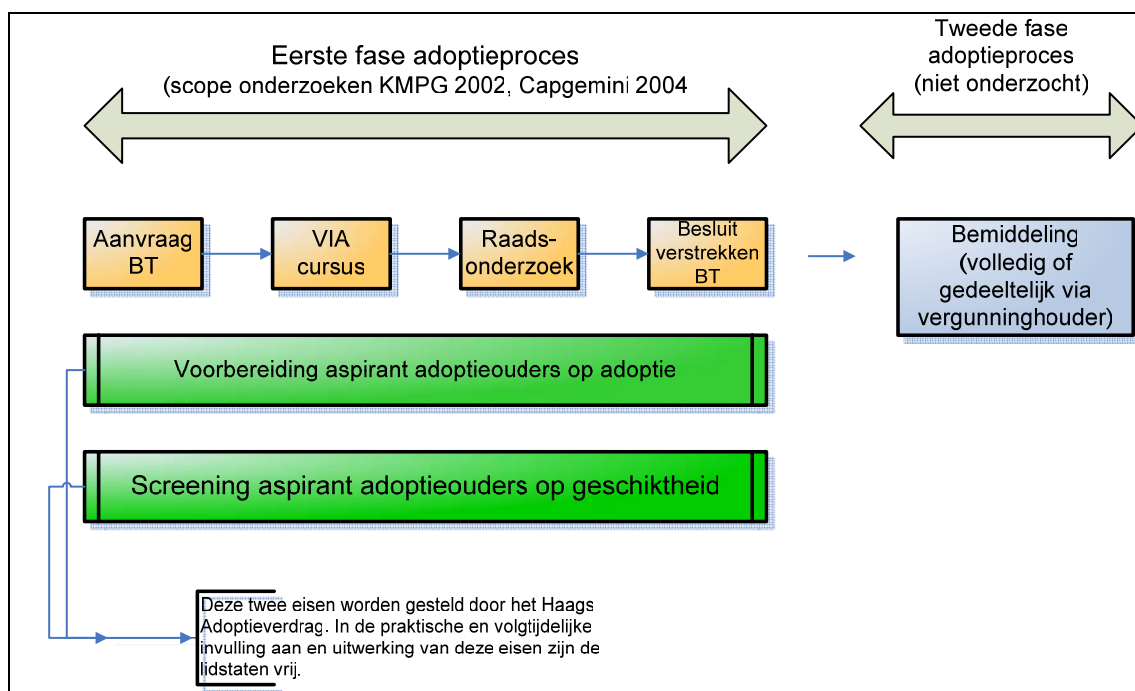 Eerste fase adoptieproces
(scope onderzoeken KMPG 2002, Capgemini 2004
Tweede fase
adoptieproces
(niet onderzocht)
Aanvraag
BT
VIA
cursus
Raads-
onderzoek
Besluit
verstrekken
BT
Bemiddeling
(volledig of
gedeeltelijk via
vergunninghouder)
Voorbereiding aspirant adoptieouders op adoptie
Screening aspirant adoptieouders op geschiktheid
Deze twee eisen worden gesteld door het Haags
Adoptieverdrag. In de praktische en volgtijdelijke
invulling aan en uitwerking van deze eisen zijn de
lidstaten vrij.